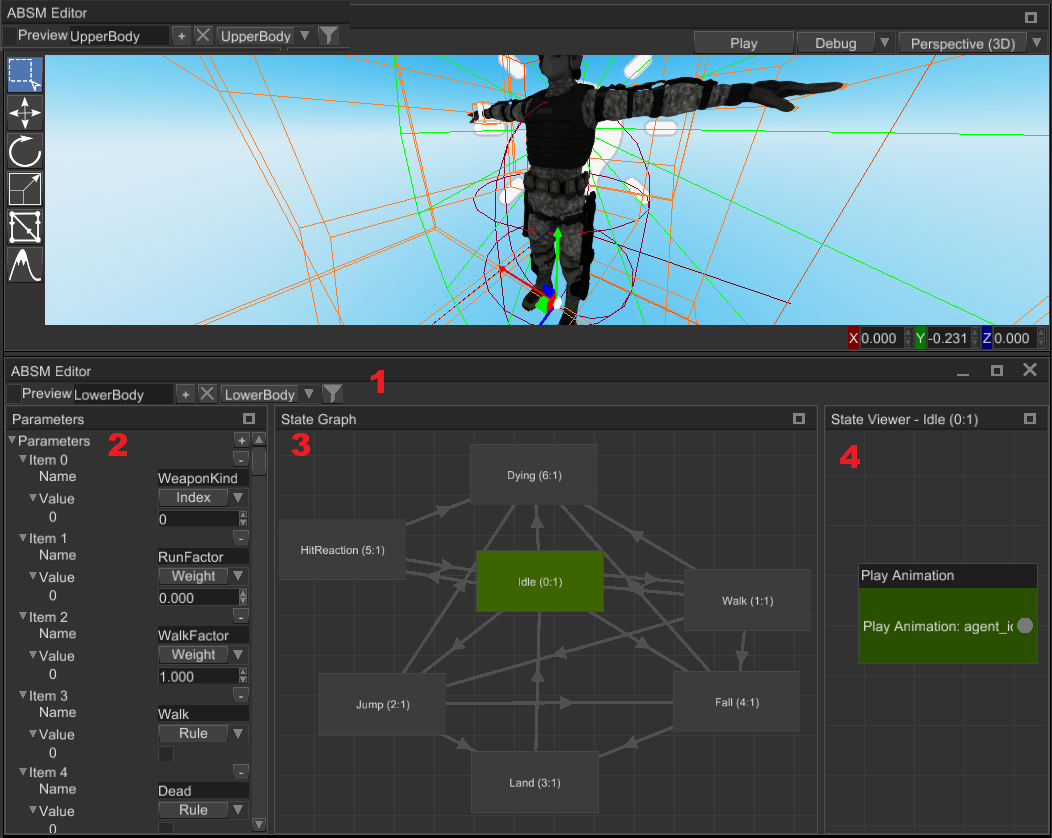 ABSM Editor
Preview UpperBody + UpperBody
Play Debug Perspective (3D)
X 0.000 Y -0.231 Z 0.000
ABSM Editor
Preview LowerBody + LowerBody
1
Parameters
Parameters +
2
Item 0 -
Name WeaponKind
Value Index
0 0
Item 1 -
Name RunFactor
Value Weight
0 0.000
Item 2 -
Name WalkFactor
Value Weight
0 1.000
Item 3 -
Name Walk
Value Rule
0
Item 4 -
Name Dead
Value Rule
0
State Graph
3
Dying (6:1)
HitReaction (5:1)
Idle (0:1)
Walk (1:1)
Jump (2:1)
Fall (4:1)
Land (3:1)
State Viewer - Idle (0:1)
4
Play Animation
Play Animation: agent_i